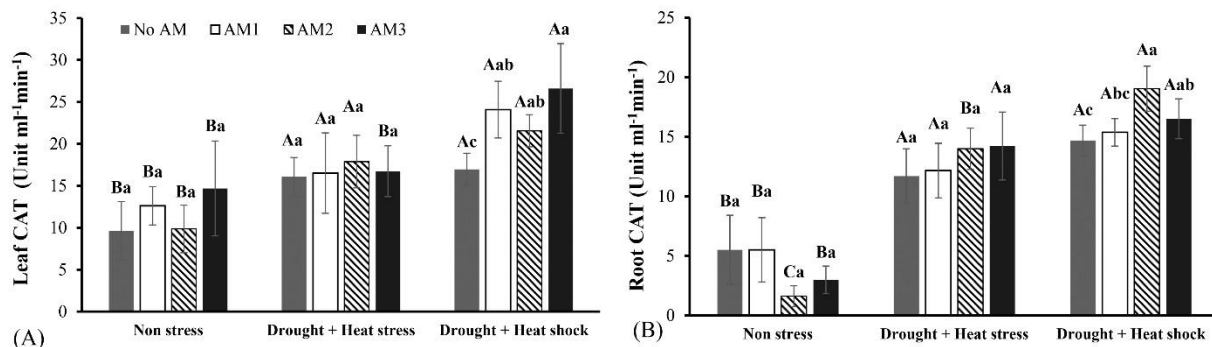 35
30
25
20
15
10
5
0
Leaf CAT (Unit ml⁻¹min⁻¹)
No AM AM1 AM2 AM3
Ba Ba Ba Ba
Aa Aa Aa Ba
Ac Aab Aab Aa
Non stress Drought + Heat stress Drought + Heat shock
(A)
25
20
15
10
5
0
Root CAT (Unit ml⁻¹min⁻¹)
Ba Ba Ca Ba
Aa Aa Ba Aa
Ac Abc Aa Aab
Non stress Drought + Heat stress Drought + Heat shock
(B)